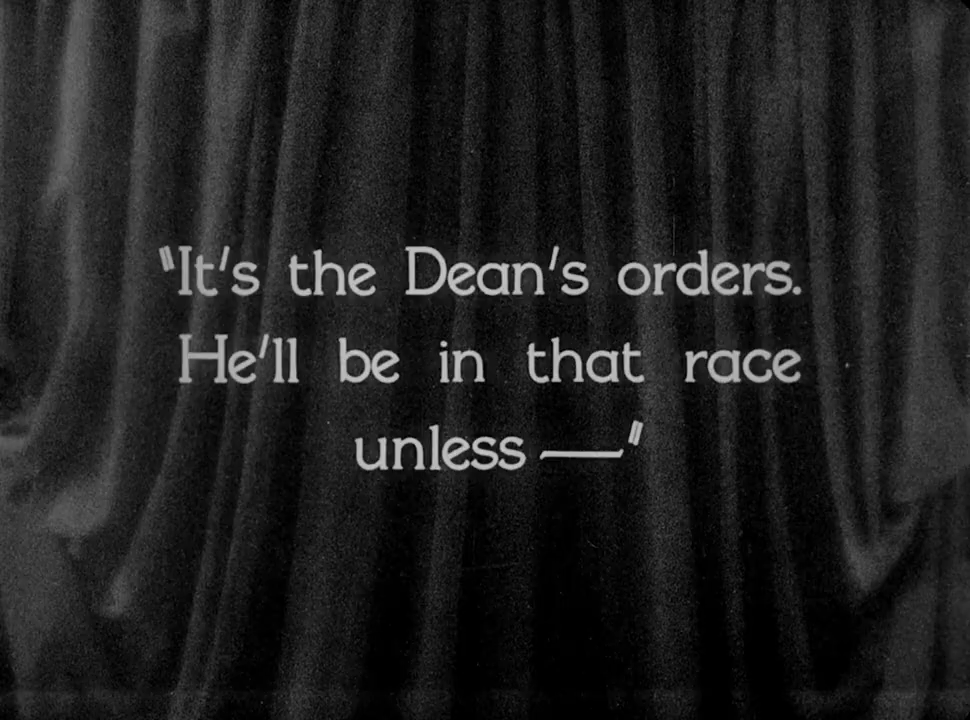 "It's the Dean's orders.
He'll be in that race
unless —"